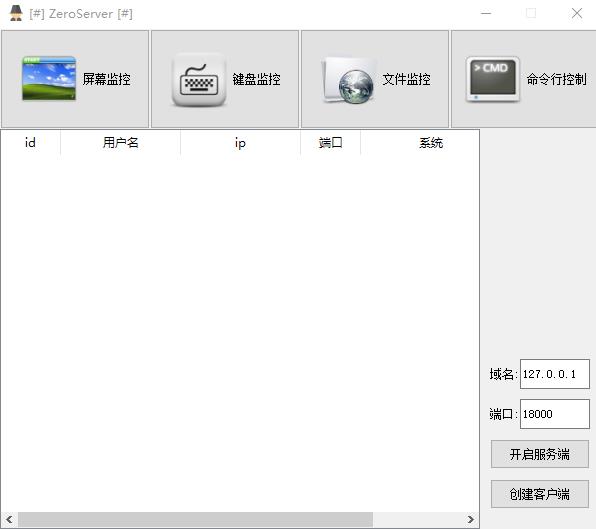 [#] ZeroServer [#]
START
屏幕监控
键盘监控
文件监控
> CMD
命令行控制
id 用户名 ip 端口 系统
域名: 127.0.0.1
端口: 18000
开启服务端
创建客户端